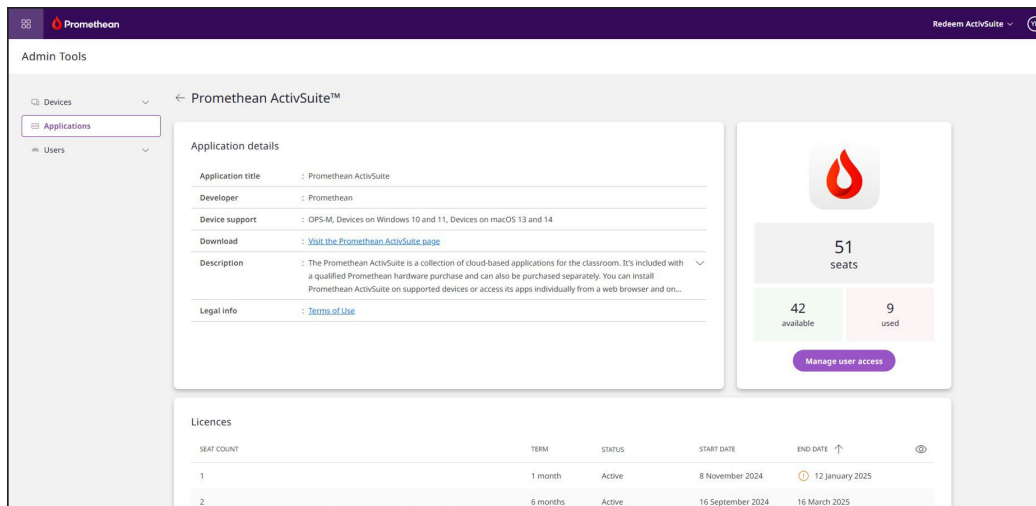 Promethean
Redeem ActivSuite
Admin Tools
Devices
Applications
Users
← Promethean ActivSuite™
Application details
Application title : Promethean ActivSuite
Developer : Promethean
Device support : OPS-M, Devices on Windows 10 and 11, Devices on macOS 13 and 14
Download : Visit the Promethean ActivSuite page
Description : The Promethean ActivSuite is a collection of cloud-based applications for the classroom. It's included with
a qualified Promethean hardware purchase and can also be purchased separately. You can install
Promethean ActivSuite on supported devices or access its apps individually from a web browser and on...
Legal info : Terms of Use
51
seats
42
available
9
used
Manage user access
Licences
SEAT COUNT TERM STATUS START DATE END DATE ↑
1 1 month Active 8 November 2024 12 January 2025
2 6 months Active 16 September 2024 16 March 2025